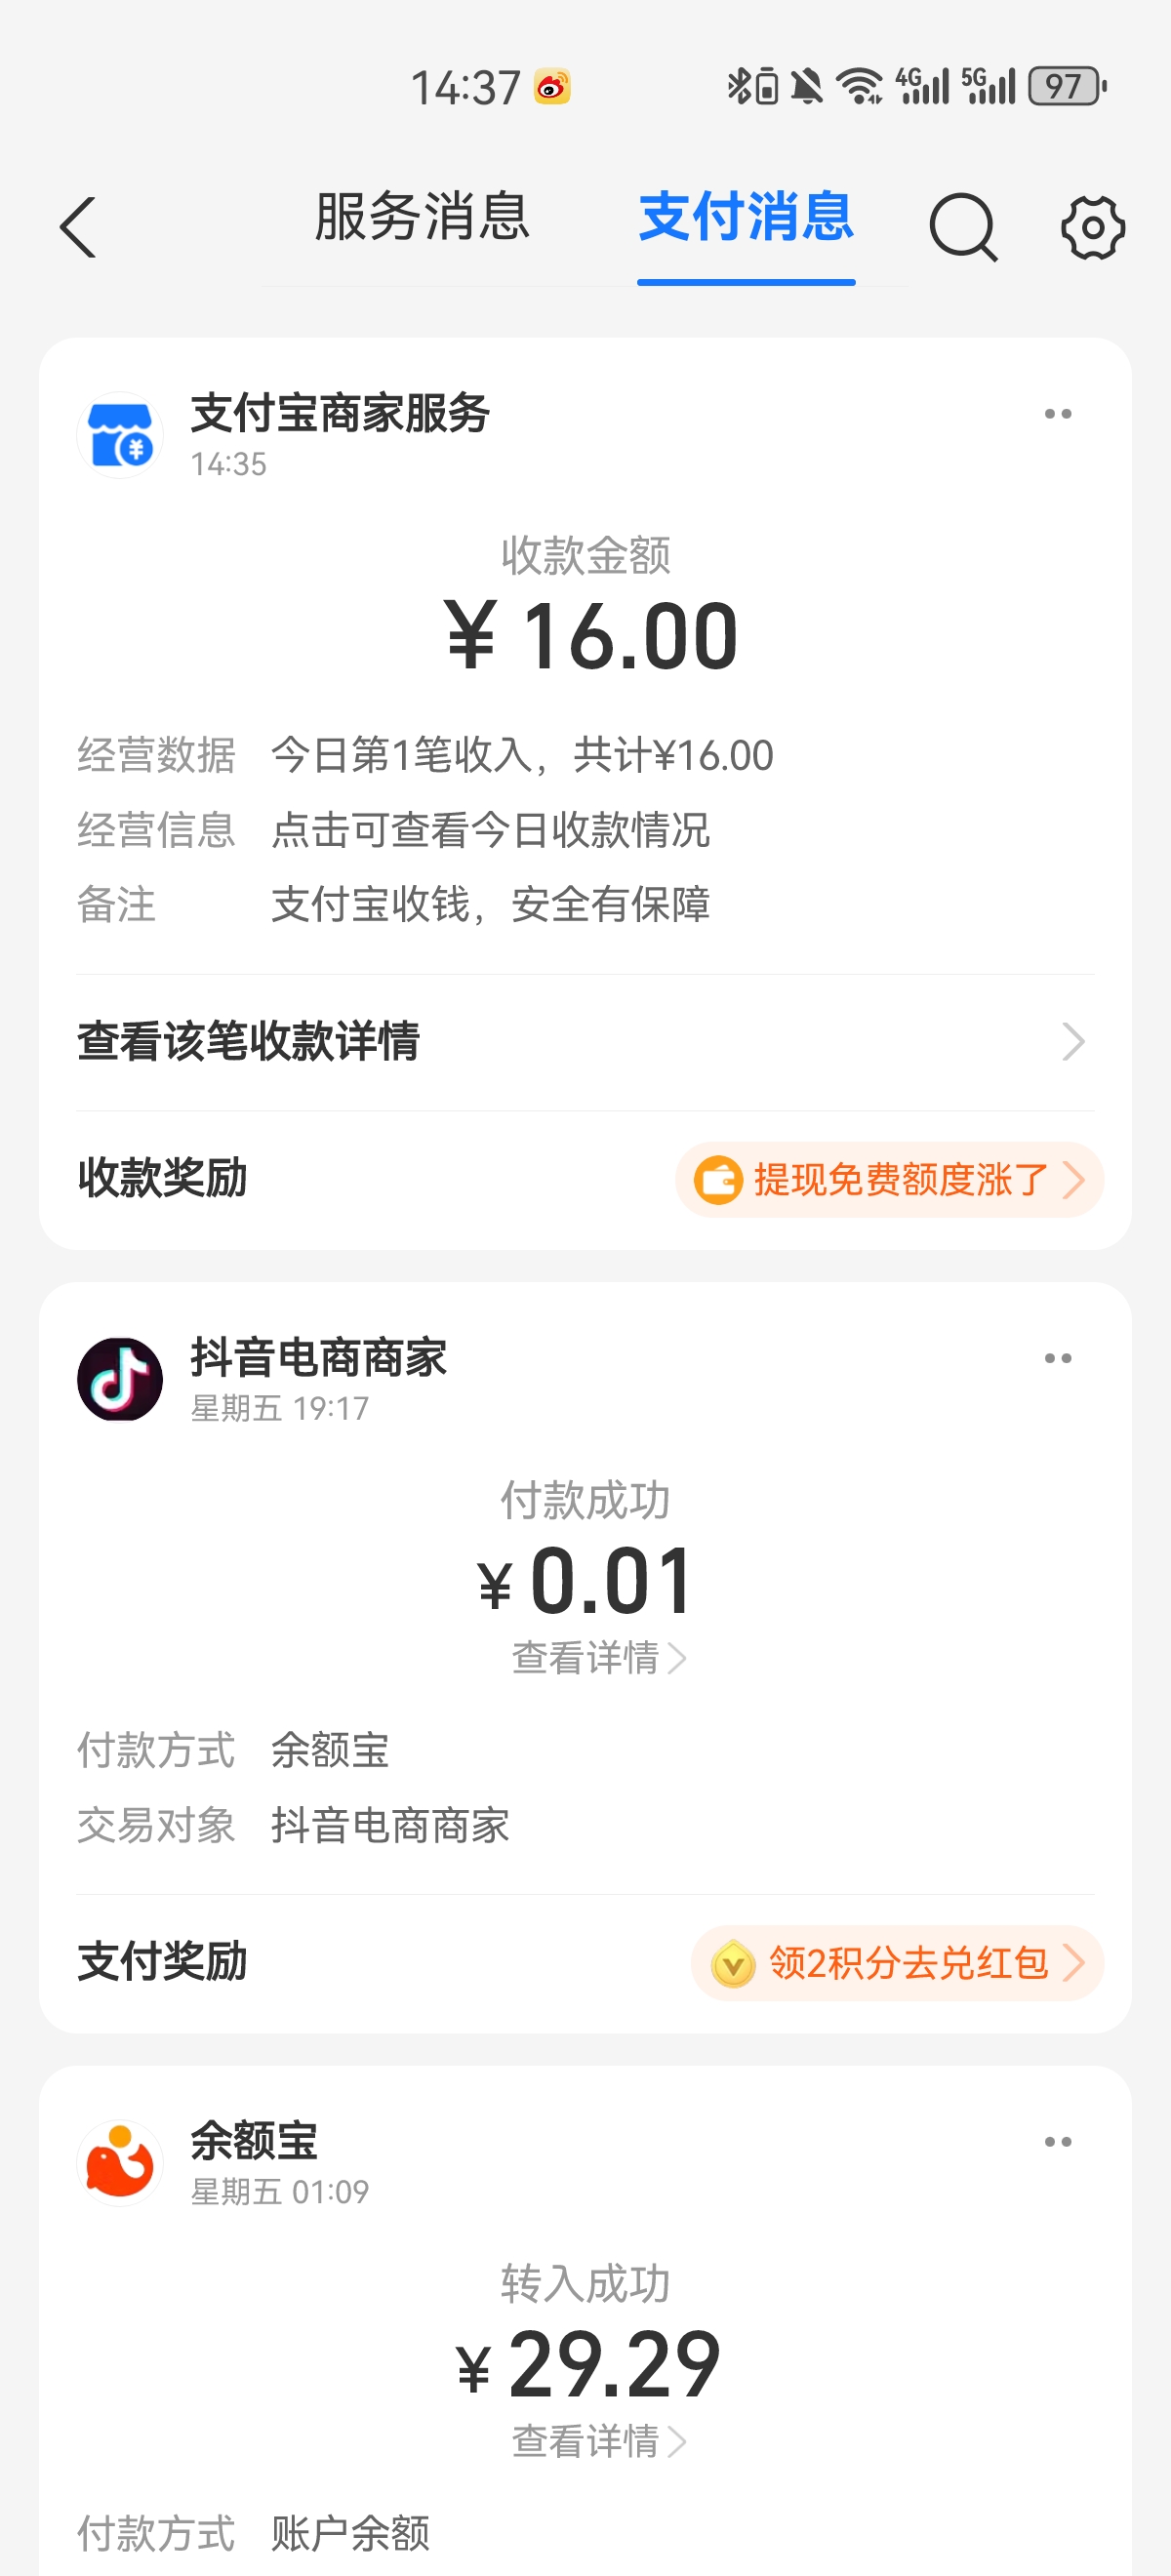 14:37
4G 5G 97
服务消息 支付消息
支付宝商家服务
14:35
收款金额
¥ 16.00
经营数据 今日第1笔收入，共计¥16.00
经营信息 点击可查看今日收款情况
备注 支付宝收钱，安全有保障
查看该笔收款详情
收款奖励 提现免费额度涨了
抖音电商商家
星期五 19:17
付款成功
¥ 0.01
查看详情
付款方式 余额宝
交易对象 抖音电商商家
支付奖励 领2积分去兑红包
余额宝
星期五 01:09
转入成功
¥ 29.29
查看详情
付款方式 账户余额